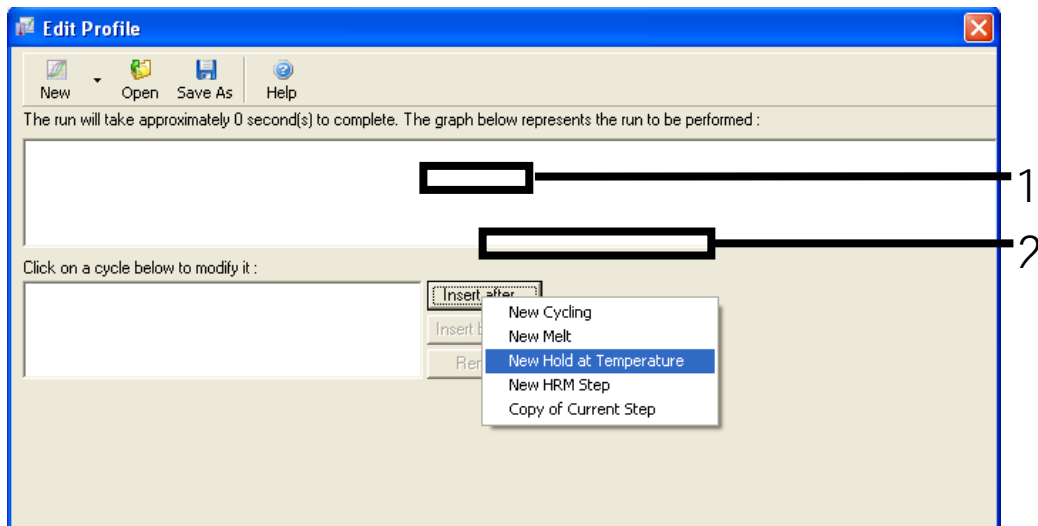 Edit Profile
New Open Save As Help
The run will take approximately 0 second(s) to complete. The graph below represents the run to be performed :
1
2
Click on a cycle below to modify it :
Insert after...
New Cycling
Insert
New Melt
New Hold at Temperature
New HRM Step
Copy of Current Step